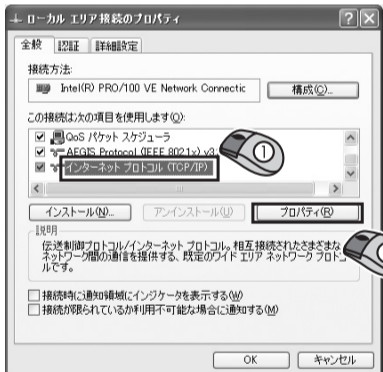 ローカル エリア接続のプロパティ
全般 認証 詳細設定
接続方法:
Intel(R) PRO/100 VE Network Connectic
構成(C)...
この接続は次の項目を使用します(O):
QoS パケット スケジューラ
AEGIS Protocol (IEEE 802.1x) v3
インターネット プロトコル (TCP/IP)
①
インストール(N)... アンインストール(U) プロパティ(R)
説明
伝送制御プロトコル/インターネット プロトコル。相互接続されたさまざまな
ネットワーク間の通信を提供する、既定のワイド エリア ネットワーク プロトコ
ルです。
接続時に通知領域にインジケータを表示する(W)
接続が限られているか利用不可能な場合に通知する(M)
OK キャンセル